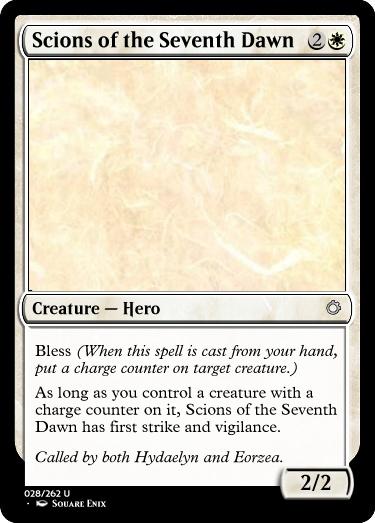 Scions of the Seventh Dawn 2
Creature — Hero
Bless (When this spell is cast from your hand,
put a charge counter on target creature.)
As long as you control a creature with a
charge counter on it, Scions of the Seventh
Dawn has first strike and vigilance.
Called by both Hydaelyn and Eorzea.
2/2
028/262 U
· Square Enix